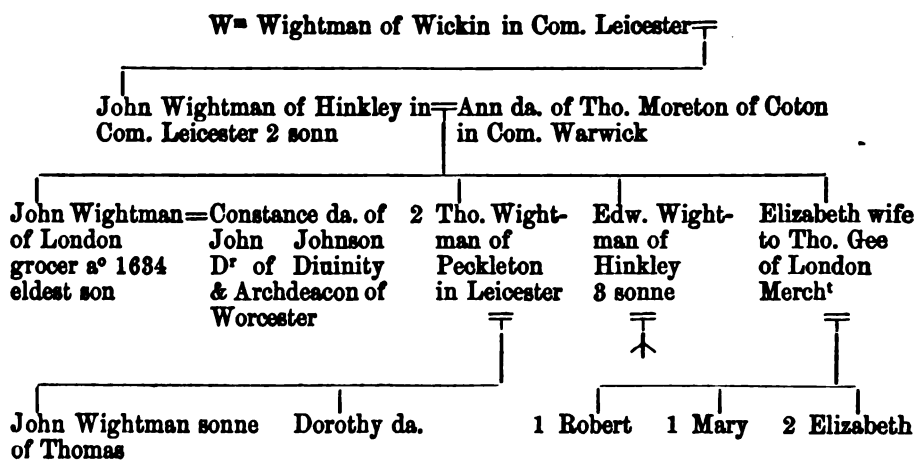 Wm Wightman of Wickin in Com. Leicester
John Wightman of Hinkley in
Com. Leicester 2 sonn
Ann da. of Tho. Moreton of Coton
in Com. Warwick
John Wightman
of London
grocer a° 1634
eldest son
Constance da. of
John Johnson
Dr of Diuinity
& Archdeacon of
Worcester
2 Tho. Wight-
man of
Peckleton
in Leicester
Edw. Wight-
man of
Hinkley
3 sonne
Elizabeth wife
to Tho. Gee
of London
Mercht
John Wightman sonne
of Thomas
Dorothy da.
1 Robert
1 Mary
2 Elizabeth